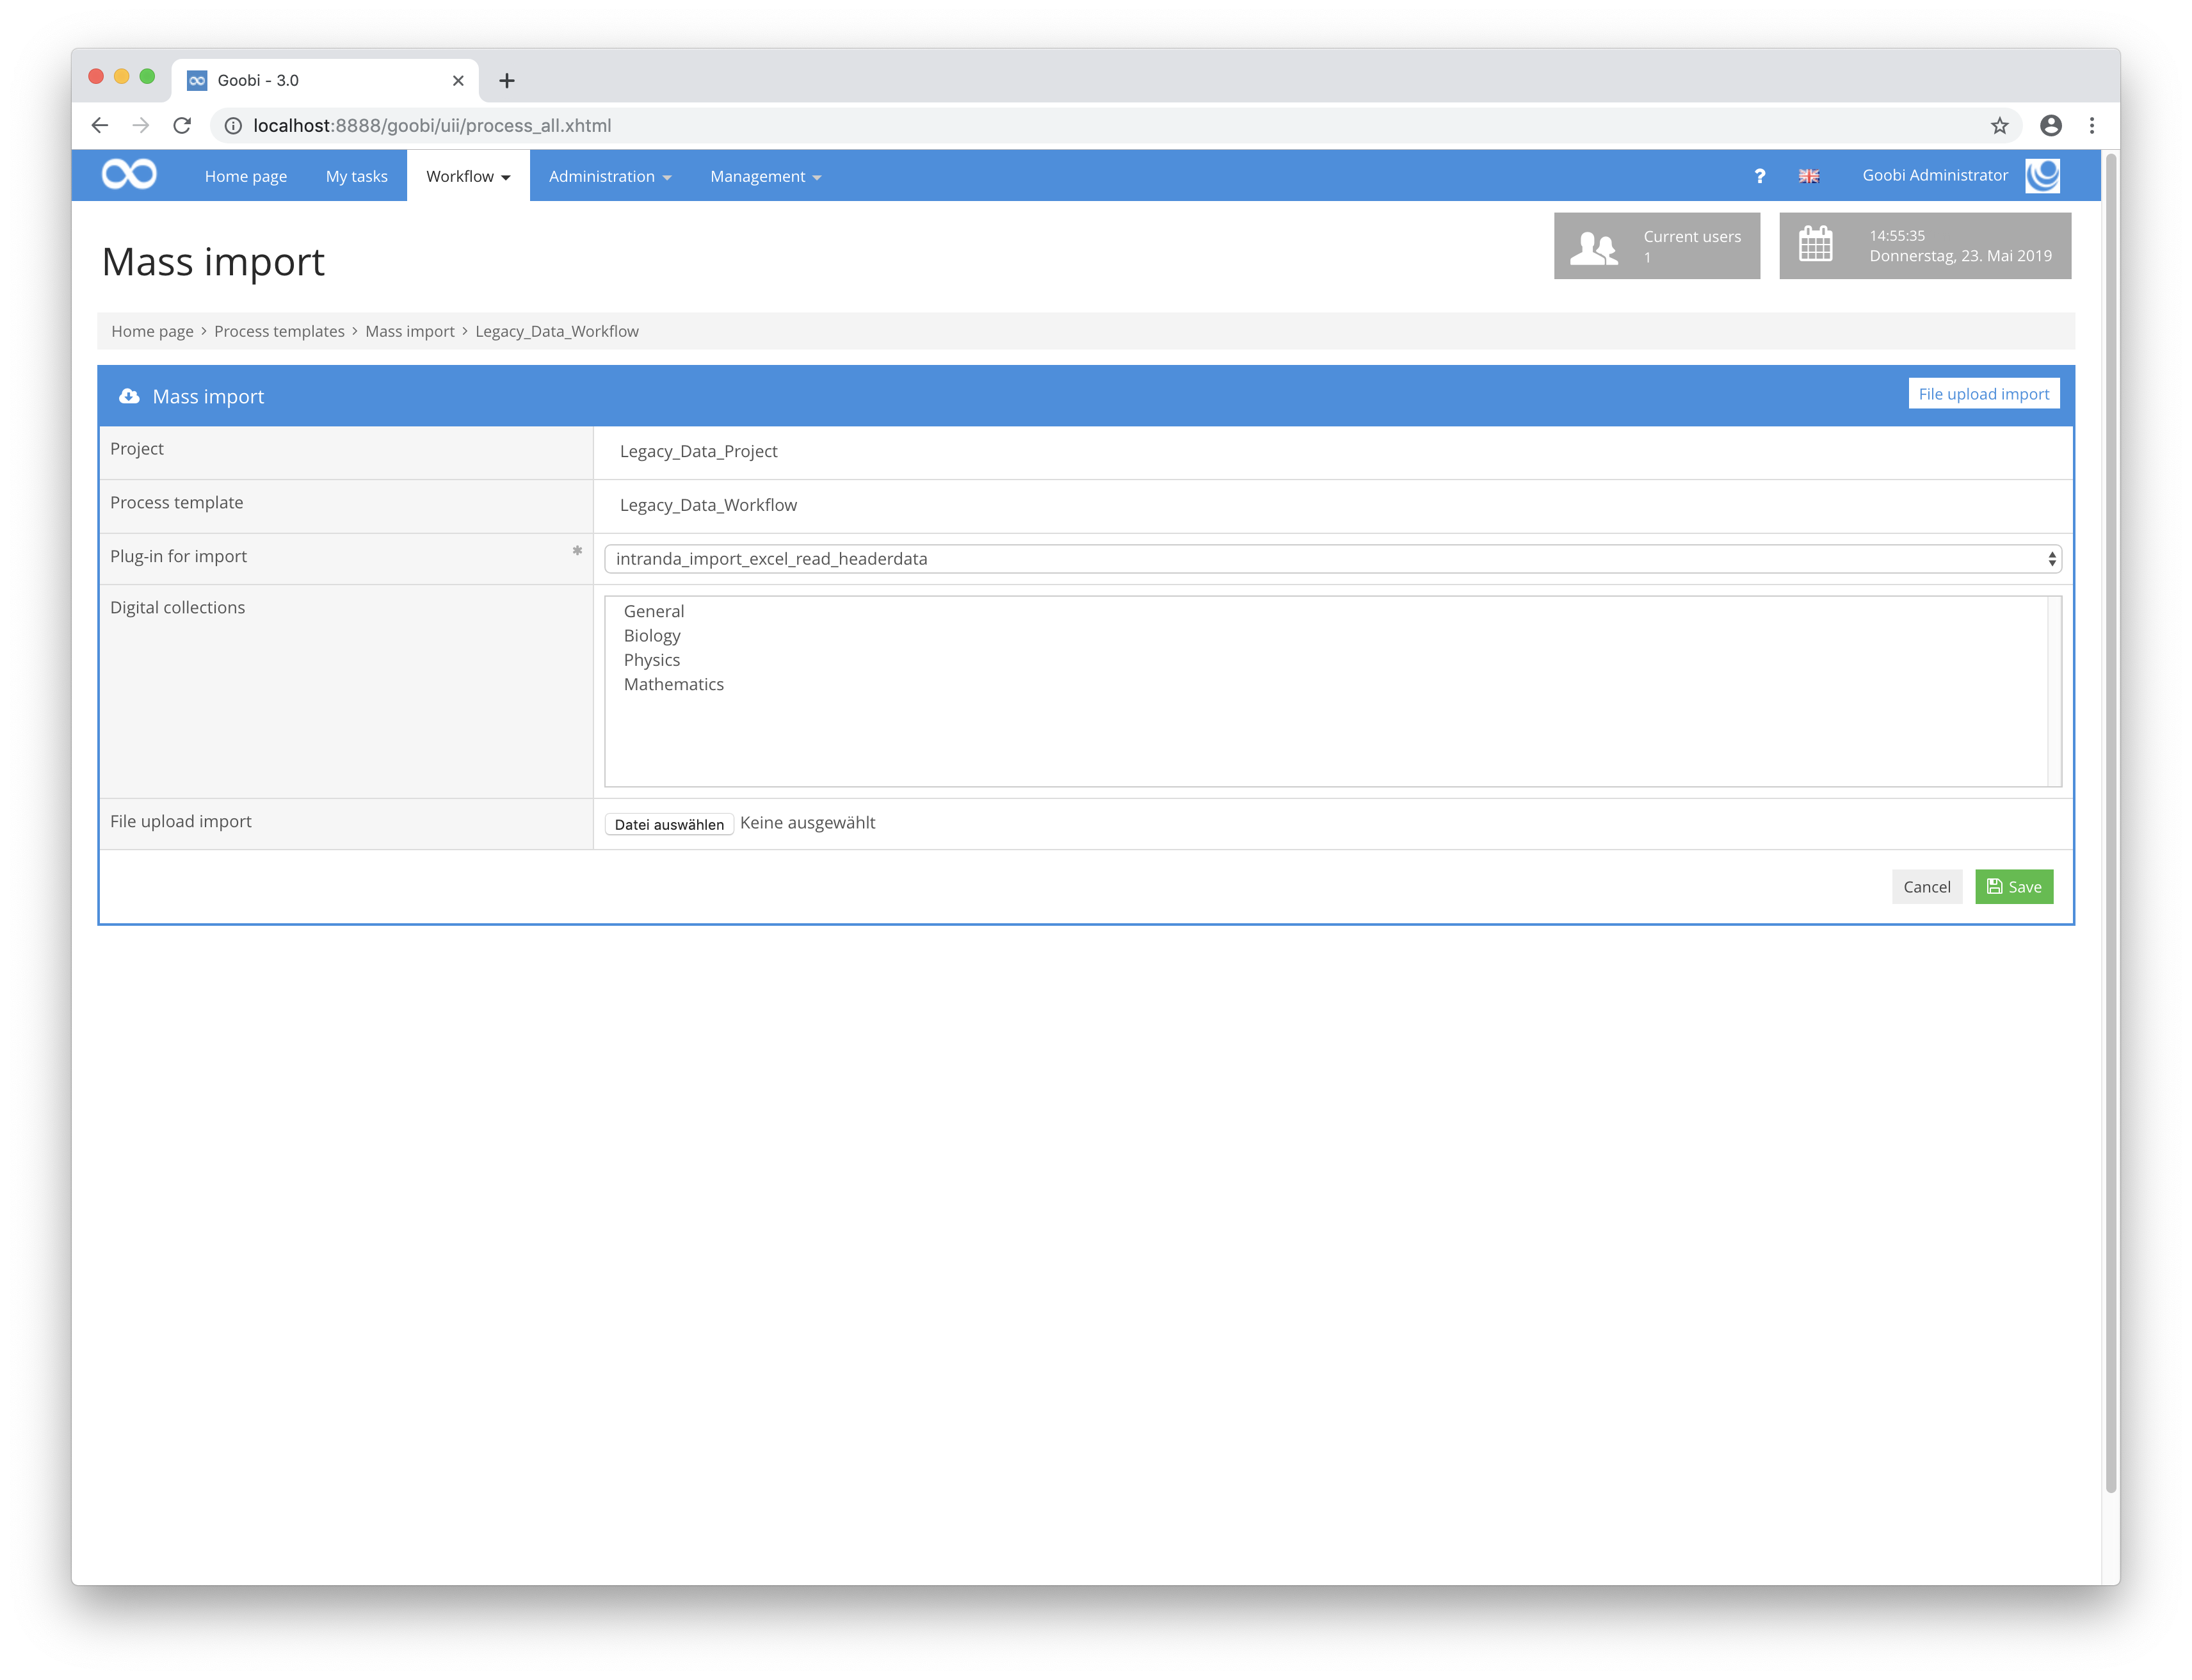 Goobi - 3.0
localhost:8888/goobi/uii/process_all.xhtml
Home page My tasks Workflow Administration Management ? Goobi Administrator
Mass import
Current users
1
14:55:35
Donnerstag, 23. Mai 2019
Home page > Process templates > Mass import > Legacy_Data_Workflow
Mass import File upload import
Project Legacy_Data_Project
Process template Legacy_Data_Workflow
Plug-in for import * intranda_import_excel_read_headerdata
Digital collections
General
Biology
Physics
Mathematics
File upload import Datei auswählen Keine ausgewählt
Cancel Save